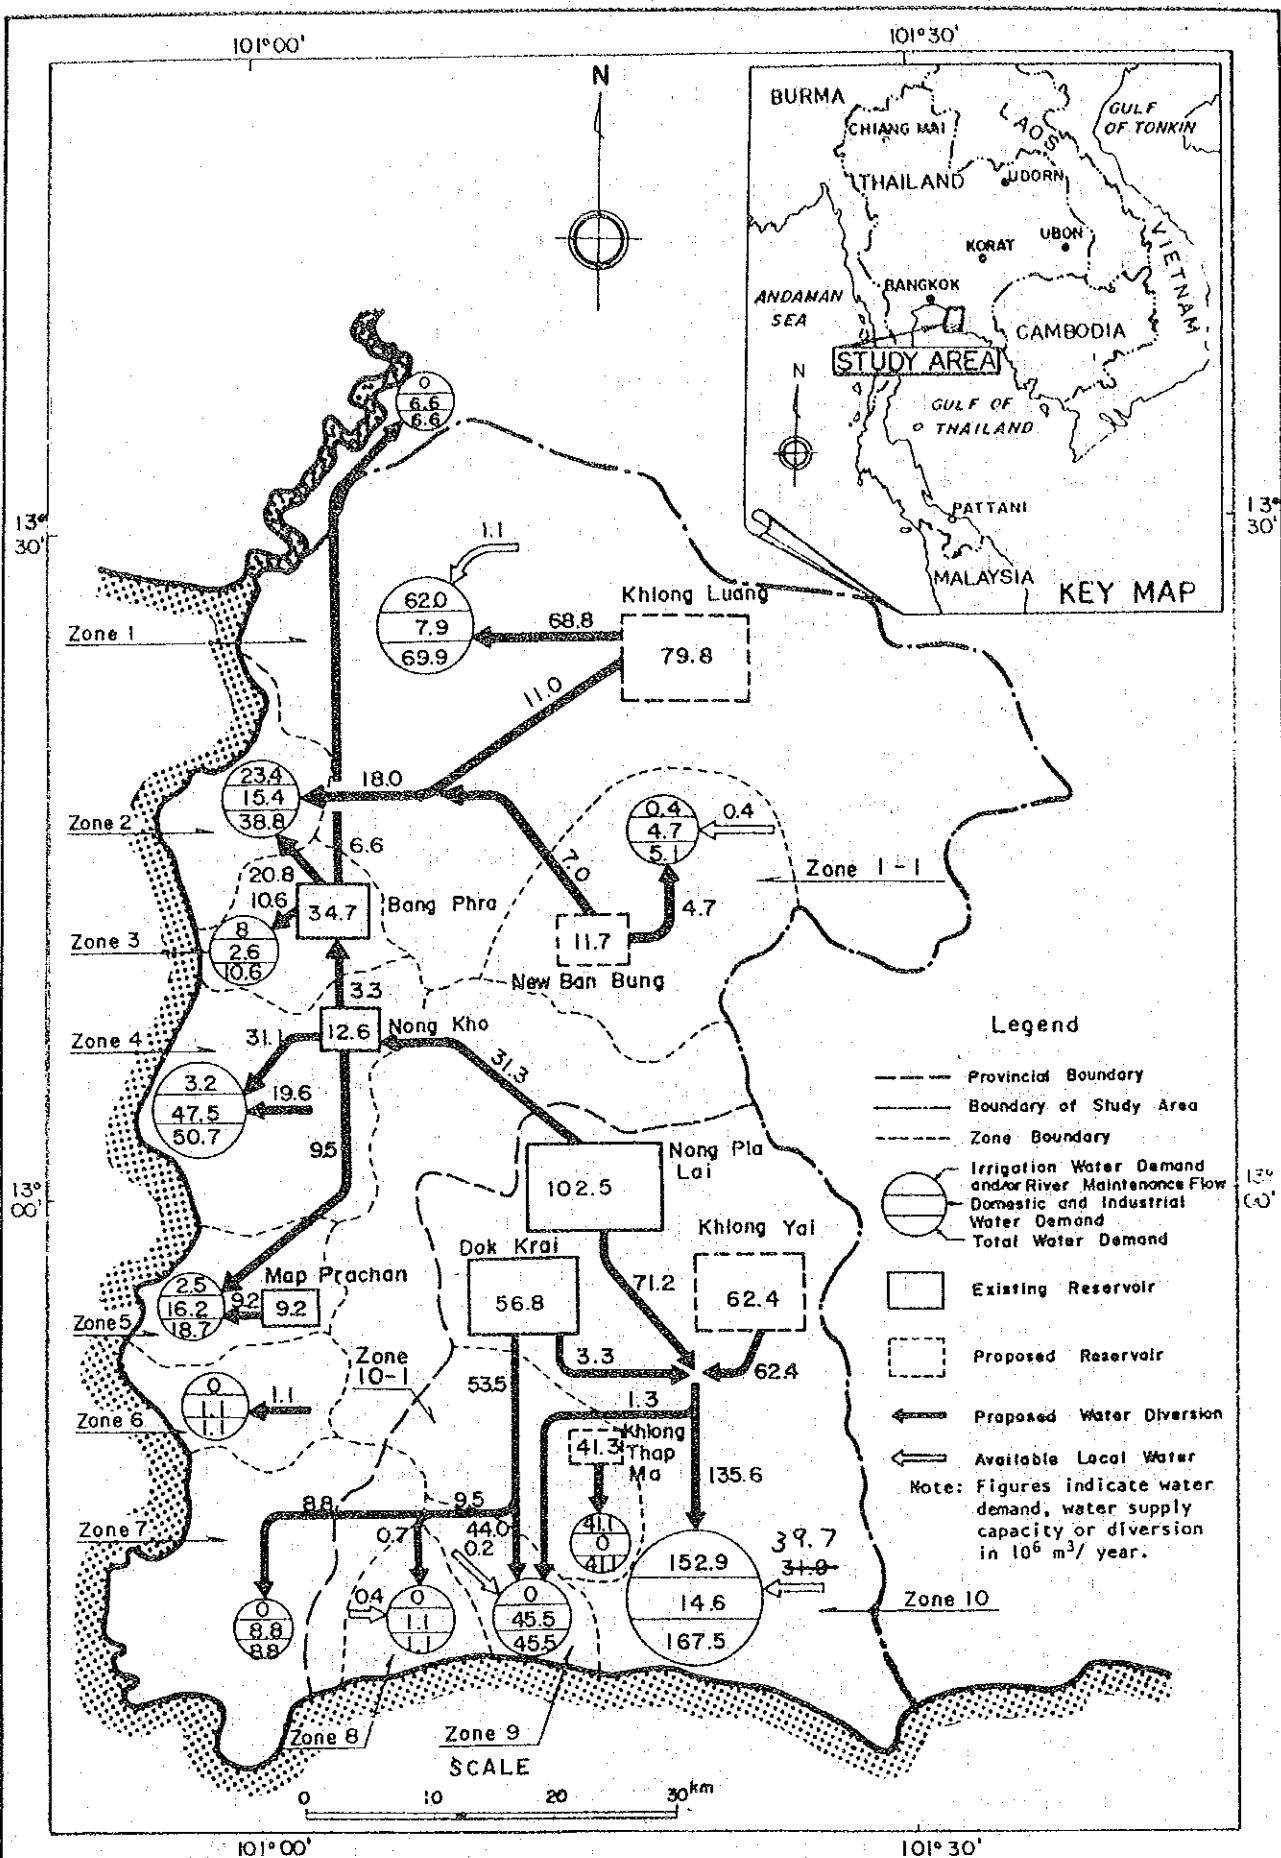 101°00'
101°30'
N
BURMA
CHIANG MAI
LAOS
GULF
OF TONKIN
THAILAND
UDORN
KORAT
UBON
VIETNAM
BANGKOK
ANDAMAN
SEA
CAMBODIA
STUDY AREA
N
GULF OF
THAILAND
PATTANI
MALAYSIA
KEY MAP
13°
30'
13°
30'
0
6.6
6.6
1.1
62.0
7.9
69.9
Khlong Luang
68.8
79.8
Zone 1
11.0
23.4
15.4
38.8
18.0
Zone 2
6.6
0.4
4.7
5.1
0.4
Zone 1-1
7.0
4.7
20.8
10.6
34.7
Bang Phra
11.7
New Ban Bung
Zone 3
8
2.6
10.6
3.3
12.6
Nong Kho
Zone 4
31.1
31.3
3.2
47.5
50.7
19.6
9.5
Nong Pla
Lai
102.5
13°
00'
13°
00'
Legend
Provincial Boundary
Boundary of Study Area
Zone Boundary
Irrigation Water Demand
and/or River Maintenance Flow
Domestic and Industrial
Water Demand
Total Water Demand
Existing Reservoir
Proposed Reservoir
Proposed Water Diversion
Available Local Water
Note: Figures indicate water
demand, water supply
capacity or diversion
in 10⁶ m³/ year.
Khlong Yai
62.4
Dok Krai
56.8
71.2
Map Prachan
9.2
9.2
2.5
16.2
18.7
Zone 5
3.3
62.4
Zone
10-1
53.5
0
1.1
1.1
1.1
Zone 6
1.3
Khlong
Thap
Ma
41.3
135.6
8.8
9.5
Zone 7
0.7
44.0
0.2
41.1
0
41.1
39.7
31.0
152.9
14.6
167.5
Zone 10
0.4
0
1.1
1.1
0
45.5
45.5
0
8.8
8.8
Zone 8
Zone 9
SCALE
0
10
20
30km
101°00'
101°30'